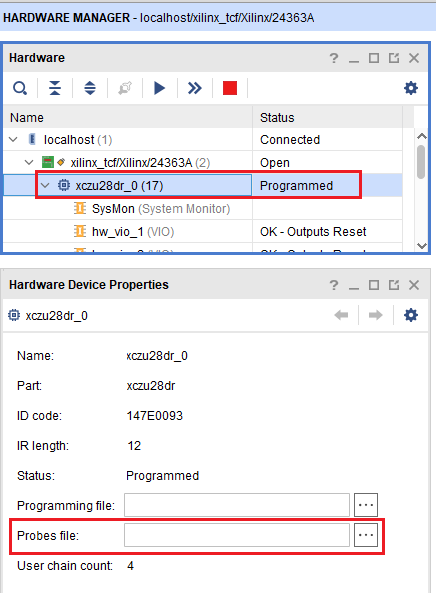 HARDWARE MANAGER - localhost/xilinx_tcf/Xilinx/24363A
Hardware
Name Status
localhost (1) Connected
xilinx_tcf/Xilinx/24363A (2) Open
xczu28dr_0 (17) Programmed
SysMon (System Monitor)
hw_vio_1 (VIO) OK - Outputs Reset
Hardware Device Properties
xczu28dr_0
Name: xczu28dr_0
Part: xczu28dr
ID code: 147E0093
IR length: 12
Status: Programmed
Programming file:
Probes file:
User chain count: 4